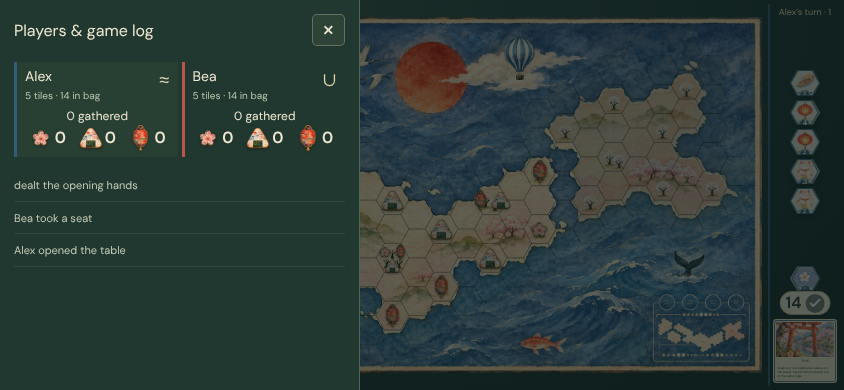 Players & game log
Alex's turn · 1
Alex
5 tiles · 14 in bag
0 gathered
0 0 0
Bea
5 tiles · 14 in bag
0 gathered
0 0 0
dealt the opening hands
Bea took a seat
Alex opened the table
14